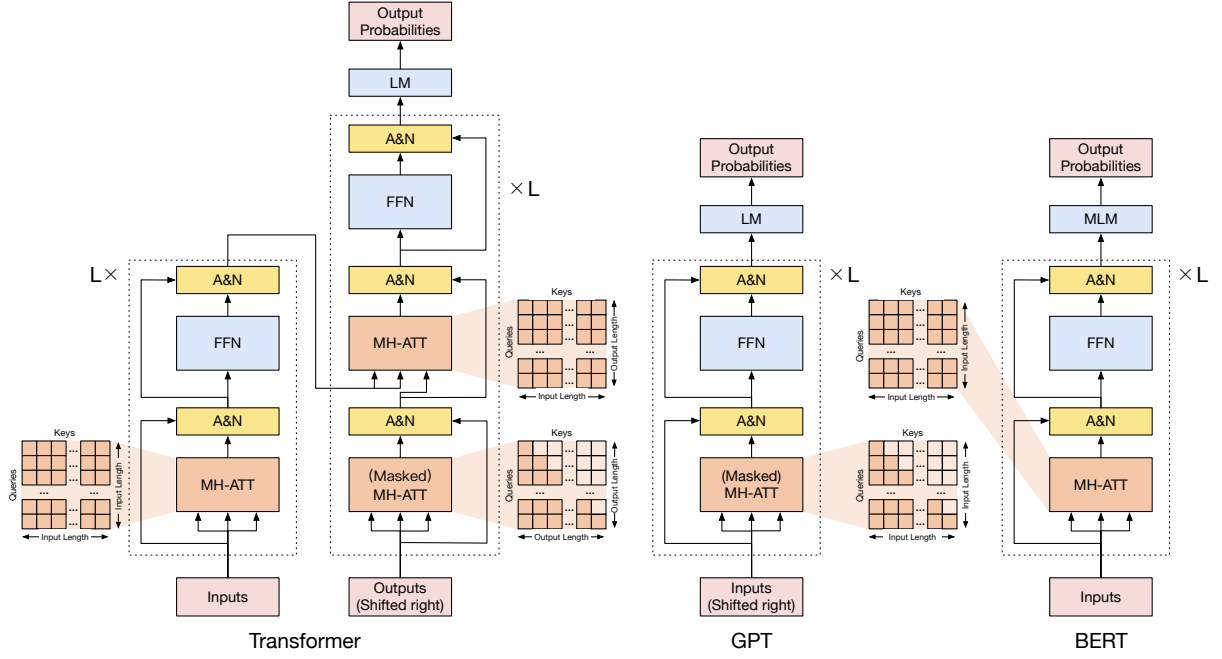 Output
Probabilities
LM
A&N
FFN
× L
A&N
MH-ATT
Keys
Queries
...
...
...
...
Output Length
Input Length
A&N
(Masked)
MH-ATT
Keys
Queries
...
...
...
...
Output Length
Output Length
Outputs
(Shifted right)
L ×
A&N
FFN
A&N
MH-ATT
Keys
Queries
...
...
...
...
Input Length
Input Length
Inputs
Transformer
Output
Probabilities
LM
× L
A&N
FFN
A&N
(Masked)
MH-ATT
Keys
Queries
...
...
...
...
Input Length
Input Length
Inputs
(Shifted right)
GPT
Output
Probabilities
MLM
× L
A&N
FFN
A&N
MH-ATT
Keys
Queries
...
...
...
...
Input Length
Input Length
Inputs
BERT